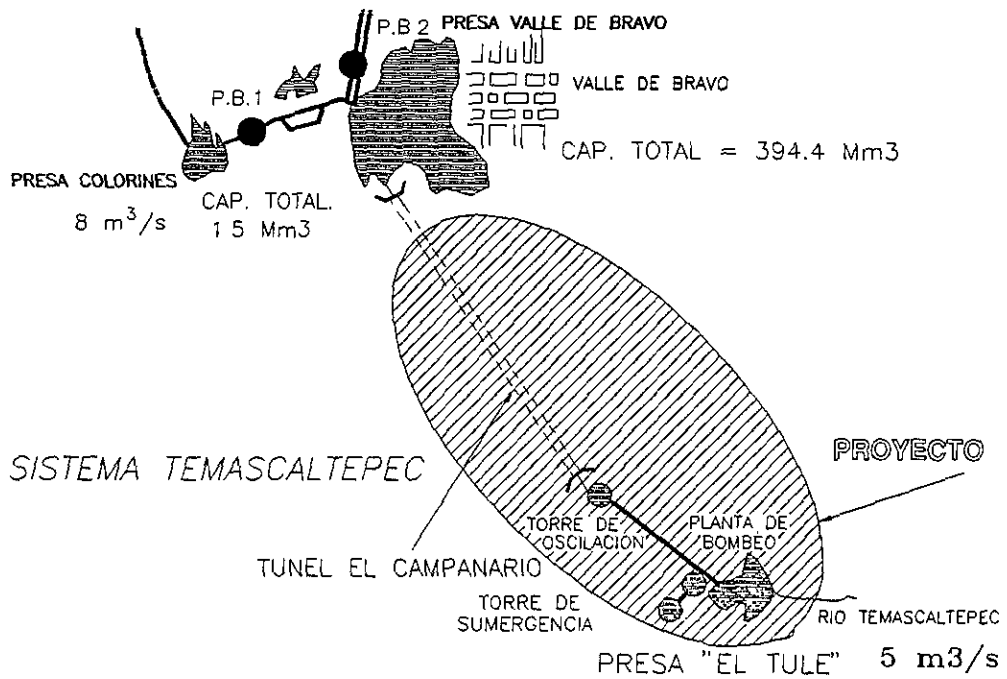 P.B 2 PRESA VALLE DE BRAVO
VALLE DE BRAVO
P.B.1
CAP. TOTAL = 394.4 Mm3
PRESA COLORINES
8 m³/s
CAP. TOTAL.
1 5 Mm3
SISTEMA TEMASCALTEPEC
PROYECTO
TORRE DE
OSCILACIÓN
PLANTA DE
BOMBEO
TUNEL EL CAMPANARIO
TORRE DE
SUMERGENCIA
RIO TEMASCALTEPEC
PRESA "EL TULE" 5 m3/s